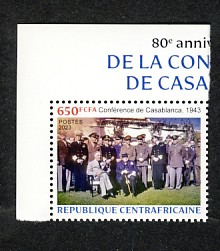 80e anniv
DE LA CON
DE CASA
650 FCFA Conférence de Casablanca, 1943
POSTES
2023
REPUBLIQUE CENTRAFRICAINE